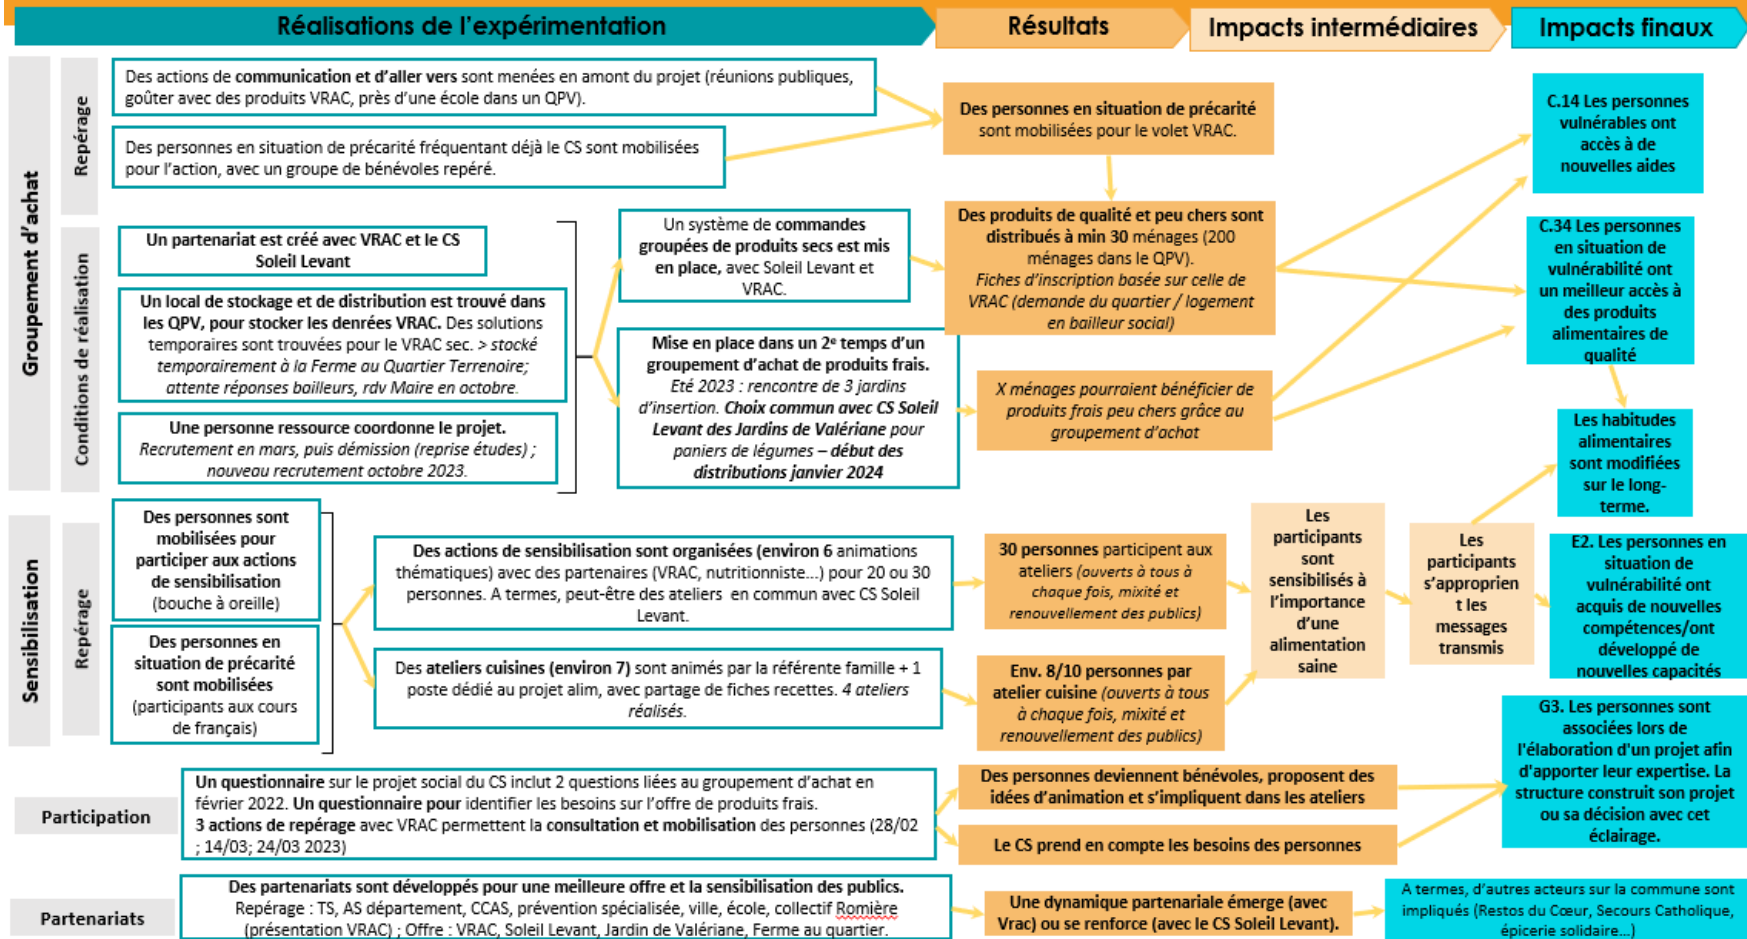 Réalisations de l'expérimentation
Résultats
Impacts intermédiaires
Impacts finaux
Groupement d'achat
Repérage
Des actions de communication et d'aller vers sont menées en amont du projet (réunions publiques,
goûter avec des produits VRAC, près d'une école dans un QPV).
Des personnes en situation de précarité fréquentant déjà le CS sont mobilisées
pour l'action, avec un groupe de bénévoles repéré.
Des personnes en situation de précarité
sont mobilisées pour le volet VRAC.
C.14 Les personnes
vulnérables ont
accès à de
nouvelles aides
Conditions de réalisation
Un partenariat est créé avec VRAC et le CS
Soleil Levant
Un local de stockage et de distribution est trouvé dans
les QPV, pour stocker les denrées VRAC. Des solutions
temporaires sont trouvées pour le VRAC sec. > stocké
temporairement à la Ferme au Quartier Terrenoire;
attente réponses bailleurs, rdv Maire en octobre.
Une personne ressource coordonne le projet.
Recrutement en mars, puis démission (reprise études) ;
nouveau recrutement octobre 2023.
Un système de commandes
groupées de produits secs est mis
en place, avec Soleil Levant et
VRAC.
Mise en place dans un 2e temps d'un
groupement d'achat de produits frais.
Eté 2023 : rencontre de 3 jardins
d'insertion. Choix commun avec CS Soleil
Levant des Jardins de Valériane pour
paniers de légumes – début des
distributions janvier 2024
Des produits de qualité et peu chers sont
distribués à min 30 ménages (200
ménages dans le QPV).
Fiches d'inscription basée sur celle de
VRAC (demande du quartier / logement
en bailleur social)
X ménages pourraient bénéficier de
produits frais peu chers grâce au
groupement d'achat
C.34 Les personnes
en situation de
vulnérabilité ont
un meilleur accès à
des produits
alimentaires de
qualité
Les habitudes
alimentaires
sont modifiées
sur le long-
terme.
Sensibilisation
Repérage
Des personnes sont
mobilisées pour
participer aux actions
de sensibilisation
(bouche à oreille)
Des personnes en
situation de précarité
sont mobilisées
(participants aux cours
de français)
Des actions de sensibilisation sont organisées (environ 6 animations
thématiques) avec des partenaires (VRAC, nutritionniste...) pour 20 ou 30
personnes. A termes, peut-être des ateliers en commun avec CS Soleil
Levant.
Des ateliers cuisines (environ 7) sont animés par la référente famille + 1
poste dédié au projet alim, avec partage de fiches recettes. 4 ateliers
réalisés.
30 personnes participent aux
ateliers (ouverts à tous à
chaque fois, mixité et
renouvellement des publics)
Env. 8/10 personnes par
atelier cuisine (ouverts à tous
à chaque fois, mixité et
renouvellement des publics)
Les
participants
sont
sensibilisés à
l'importance
d'une
alimentation
saine
Les
participants
s'approprien
t les
messages
transmis
E2. Les personnes en
situation de
vulnérabilité ont
acquis de nouvelles
compétences/ont
développé de
nouvelles capacités
Participation
Un questionnaire sur le projet social du CS inclut 2 questions liées au groupement d'achat en
février 2022. Un questionnaire pour identifier les besoins sur l'offre de produits frais.
3 actions de repérage avec VRAC permettent la consultation et mobilisation des personnes (28/02
; 14/03; 24/03 2023)
Des personnes deviennent bénévoles, proposent des
idées d'animation et s'impliquent dans les ateliers
Le CS prend en compte les besoins des personnes
G3. Les personnes sont
associées lors de
l'élaboration d'un projet afin
d'apporter leur expertise. La
structure construit son projet
ou sa décision avec cet
éclairage.
Partenariats
Des partenariats sont développés pour une meilleure offre et la sensibilisation des publics.
Repérage : TS, AS département, CCAS, prévention spécialisée, ville, école, collectif Romière
(présentation VRAC) ; Offre : VRAC, Soleil Levant, Jardin de Valériane, Ferme au quartier.
Une dynamique partenariale émerge (avec
Vrac) ou se renforce (avec le CS Soleil Levant).
A termes, d'autres acteurs sur la commune sont
impliqués (Restos du Cœur, Secours Catholique,
épicerie solidaire...)